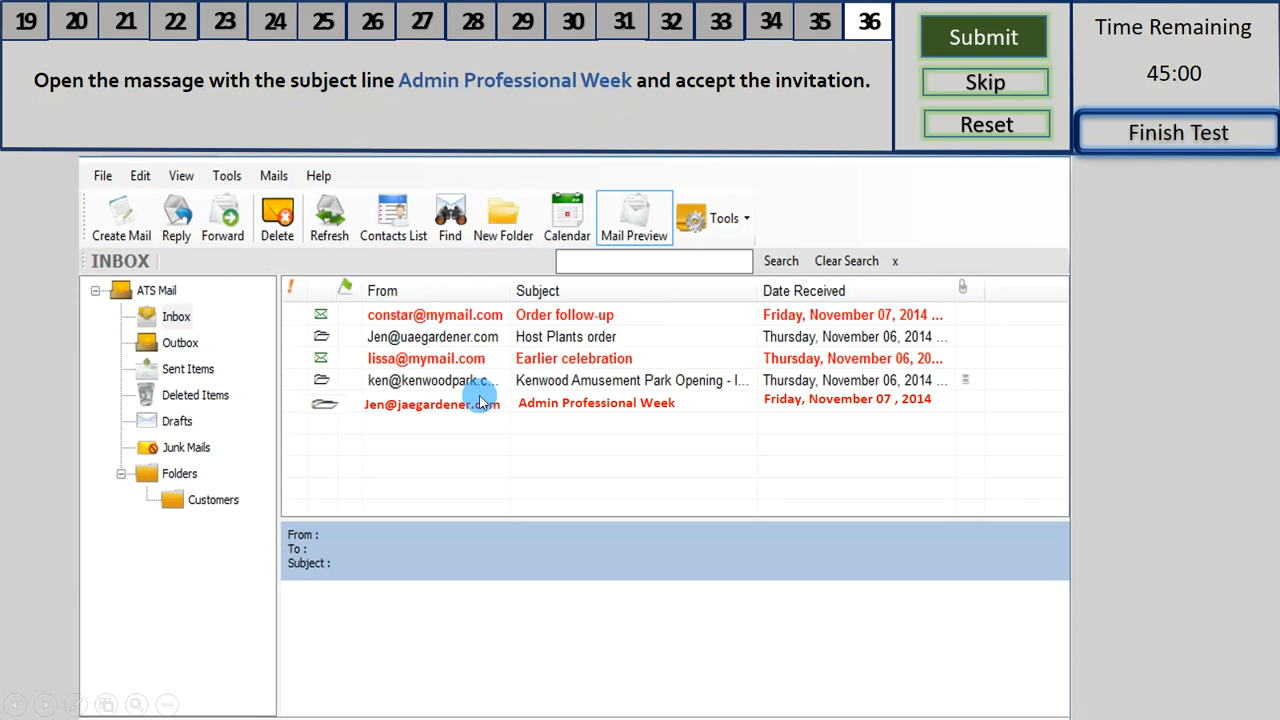 19 20 21 22 23 24 25 26 27 28 29 30 31 32 33 34 35 36
Open the massage with the subject line Admin Professional Week and accept the invitation.
Submit
Skip
Reset
Time Remaining
45:00
Finish Test
File Edit View Tools Mails Help
Create Mail Reply Forward Delete Refresh Contacts List Find New Folder Calendar Mail Preview Tools
INBOX Search Clear Search x
ATS Mail
Inbox
Outbox
Sent Items
Deleted Items
Drafts
Junk Mails
Folders
Customers
! From Subject Date Received
constar@mymail.com Order follow-up Friday, November 07, 2014 ...
Jen@uaegardener.com Host Plants order Thursday, November 06, 2014 ...
lissa@mymail.com Earlier celebration Thursday, November 06, 20...
ken@kenwoodpark.c... Kenwood Amusement Park Opening - I... Thursday, November 06, 2014 ...
Jen@jaegardener.com Admin Professional Week Friday, November 07 , 2014
From :
To :
Subject :